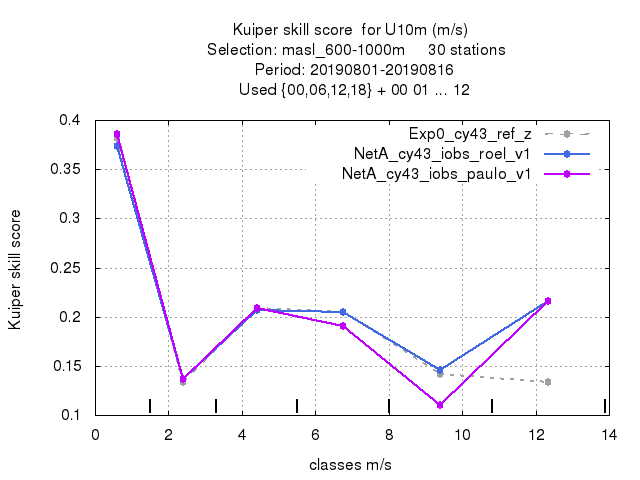 Kuiper skill score  for U10m (m/s)
Selection: masl_600-1000m     30 stations
Period: 20190801-20190816
Used {00,06,12,18} + 00 01 ... 12
Exp0_cy43_ref_z
NetA_cy43_iobs_roel_v1
NetA_cy43_iobs_paulo_v1
Kuiper skill score
0.4
0.35
0.3
0.25
0.2
0.15
0.1
0 2 4 6 8 10 12 14
classes m/s